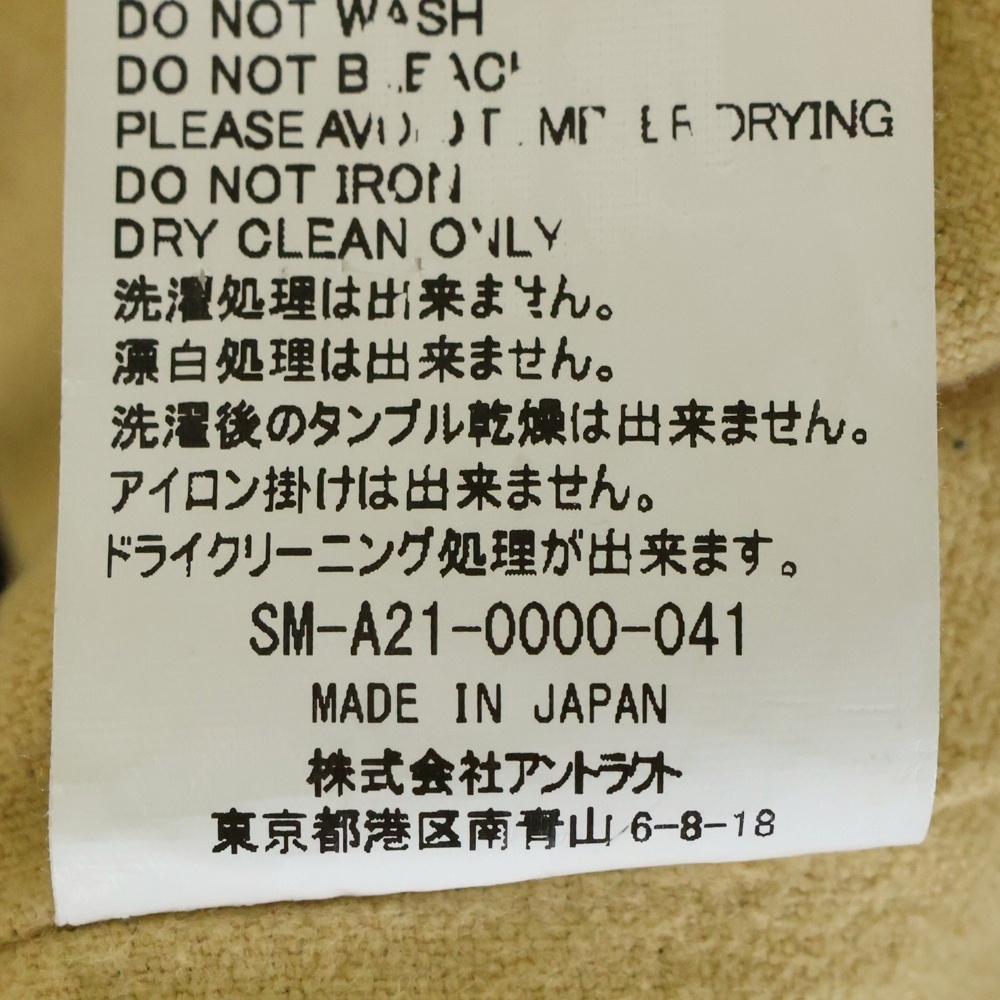 DO NOT WASH
DO NOT BLEACH
PLEASE AVOID DRYING
DO NOT IRON
DRY CLEAN ONLY
洗濯処理は出来ません。
漂白処理は出来ません。
洗濯後のタンブル乾燥は出来ません。
アイロン掛けは出来ません。
ドライクリーニング処理が出来ます。
SM-A21-0000-041
MADE IN JAPAN
株式会社アントラクト
東京都港区南青山 6-8-18